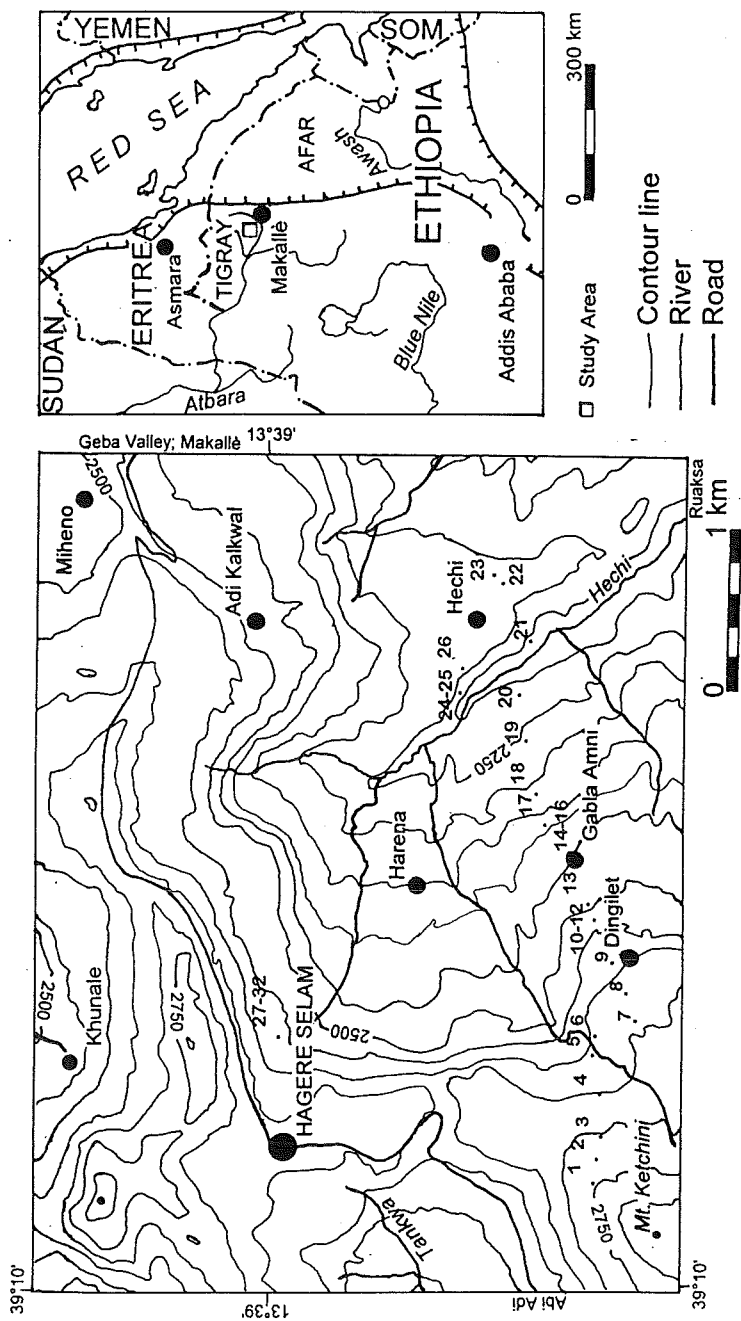 39°10'
13°39'
Geba Valley; Makallè
13°39'
39°10'
Abi Adi
Ruaksa
2500
Khunale
2750
2500
Miheno
Adi Kalkwal
27-32
HAGERE SELAM
2500
Harena
Tankwa
24-25
26
Hechi
23
22
21
Hechi
20
19
2250
18
17
14-16
Gabla Amni
13
10-12
Dingilet
9
8
7
6
5
4
3
2
1
2750
Mt. Ketchini
0
1 km
SUDAN
YEMEN
RED SEA
ERITREA
Asmara
TIGRAY
Makallè
AFAR
SOM
Atbara
Awash
ETHIOPIA
Blue Nile
Addis Ababa
Study Area
0
300 km
Contour line
River
Road